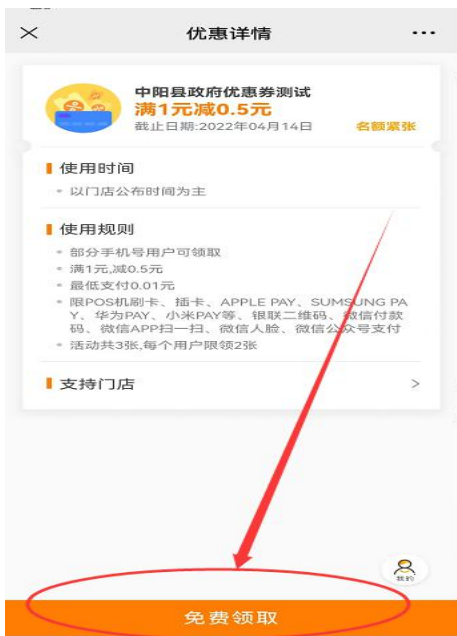 优惠详情
中阳县政府优惠券测试
满1元减0.5元
截止日期:2022年04月14日
名额紧张
使用时间
以门店公布时间为主
使用规则
部分手机号用户可领取
满1元,减0.5元
最低支付0.01元
限POS机刷卡、插卡、APPLE PAY、SUMSUNG PA
Y、华为PAY、小米PAY等、银联二维码、微信付款
码、微信APP扫一扫、微信人脸、微信公众号支付
活动共3张,每个用户限领2张
支持门店
我的
免费领取